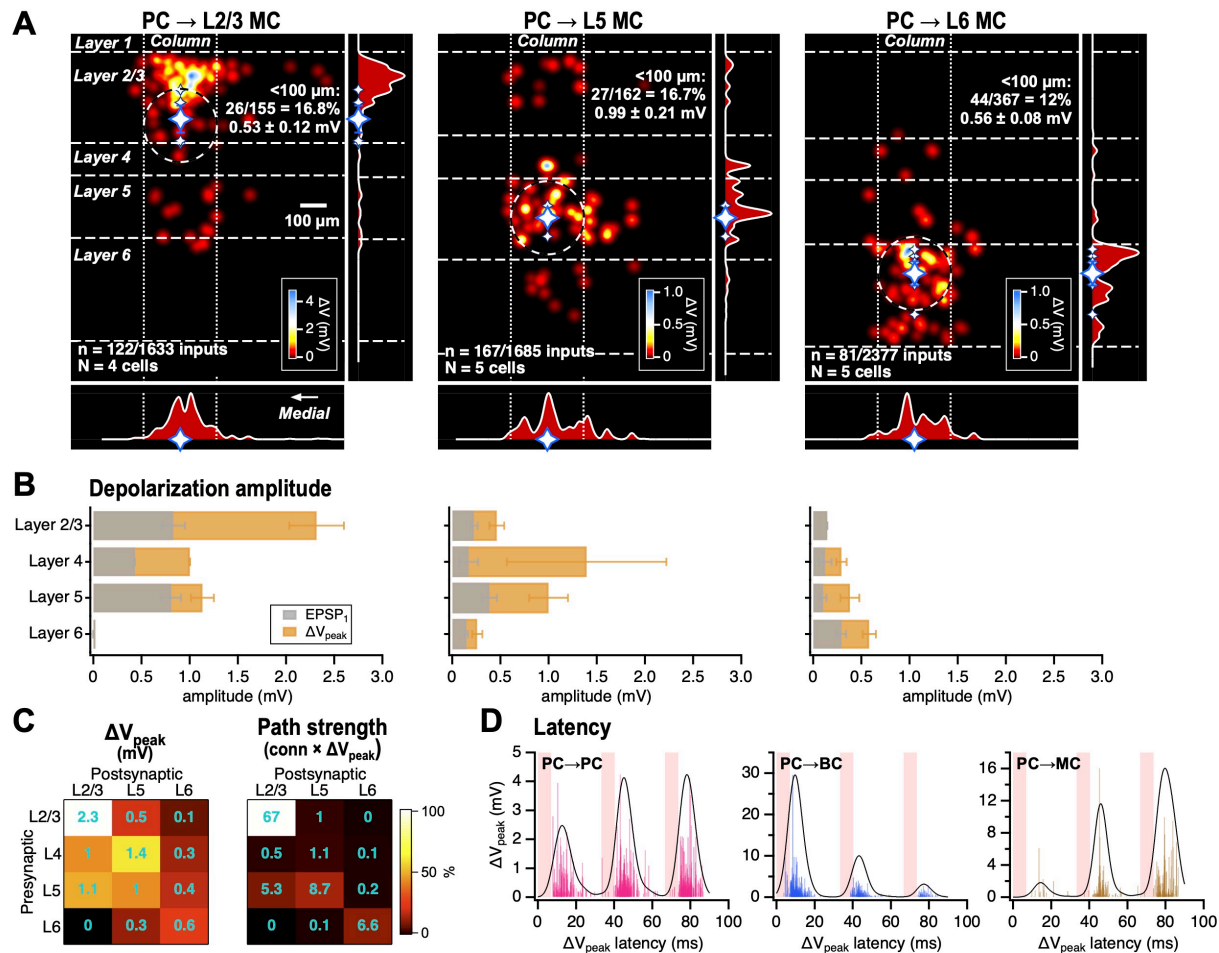 A
PC → L2/3 MC
Layer 1
Column
Layer 2/3
<100 µm:
26/155 = 16.8%
0.53 ± 0.12 mV
Layer 4
Layer 5
100 µm
Layer 6
4
2
0
ΔV
(mV)
n = 122/1633 inputs
N = 4 cells
Medial
PC → L5 MC
Column
<100 µm:
27/162 = 16.7%
0.99 ± 0.21 mV
1.0
0.5
0
ΔV
(mV)
n = 167/1685 inputs
N = 5 cells
PC → L6 MC
Column
<100 µm:
44/367 = 12%
0.56 ± 0.08 mV
1.0
0.5
0
ΔV
(mV)
n = 81/2377 inputs
N = 5 cells
B
Depolarization amplitude
Layer 2/3
Layer 4
Layer 5
Layer 6
EPSP1
ΔVpeak
0 0.5 1.0 1.5 2.0 2.5 3.0
amplitude (mV)
0 0.5 1.0 1.5 2.0 2.5 3.0
amplitude (mV)
0 0.5 1.0 1.5 2.0 2.5 3.0
amplitude (mV)
C
ΔVpeak
(mV)
Postsynaptic
L2/3 L5 L6
Presynaptic
L2/3 2.3 0.5 0.1
L4 1 1.4 0.3
L5 1.1 1 0.4
L6 0 0.3 0.6
Path strength
(conn × ΔVpeak)
Postsynaptic
L2/3 L5 L6
67 1 0
0.5 1.1 0.1
5.3 8.7 0.2
0 0.1 6.6
100
%
0
D
Latency
PC→PC
ΔVpeak (mV)
5
4
3
2
1
0
0 20 40 60 80 100
ΔVpeak latency (ms)
PC→BC
30
20
10
0
0 20 40 60 80 100
ΔVpeak latency (ms)
PC→MC
16
12
8
4
0
0 20 40 60 80 100
ΔVpeak latency (ms)